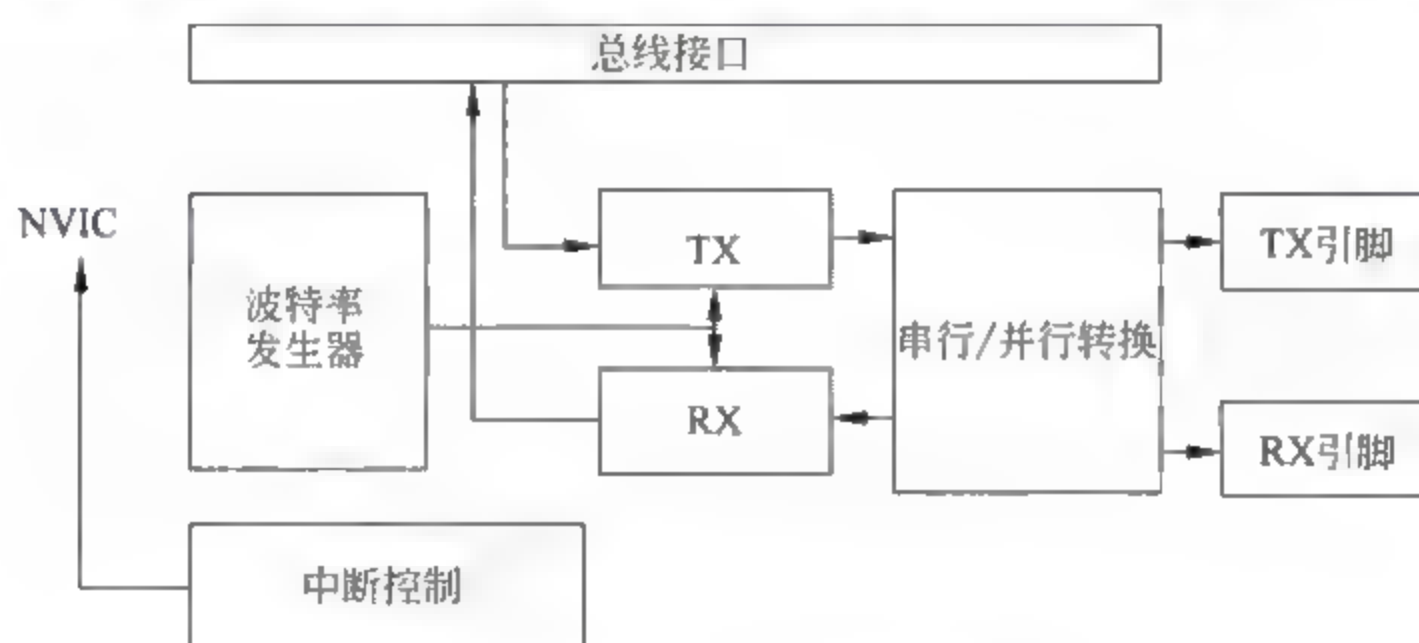 总线接口
NVIC
波特率
发生器
TX
RX
串行/并行转换
TX引脚
RX引脚
中断控制